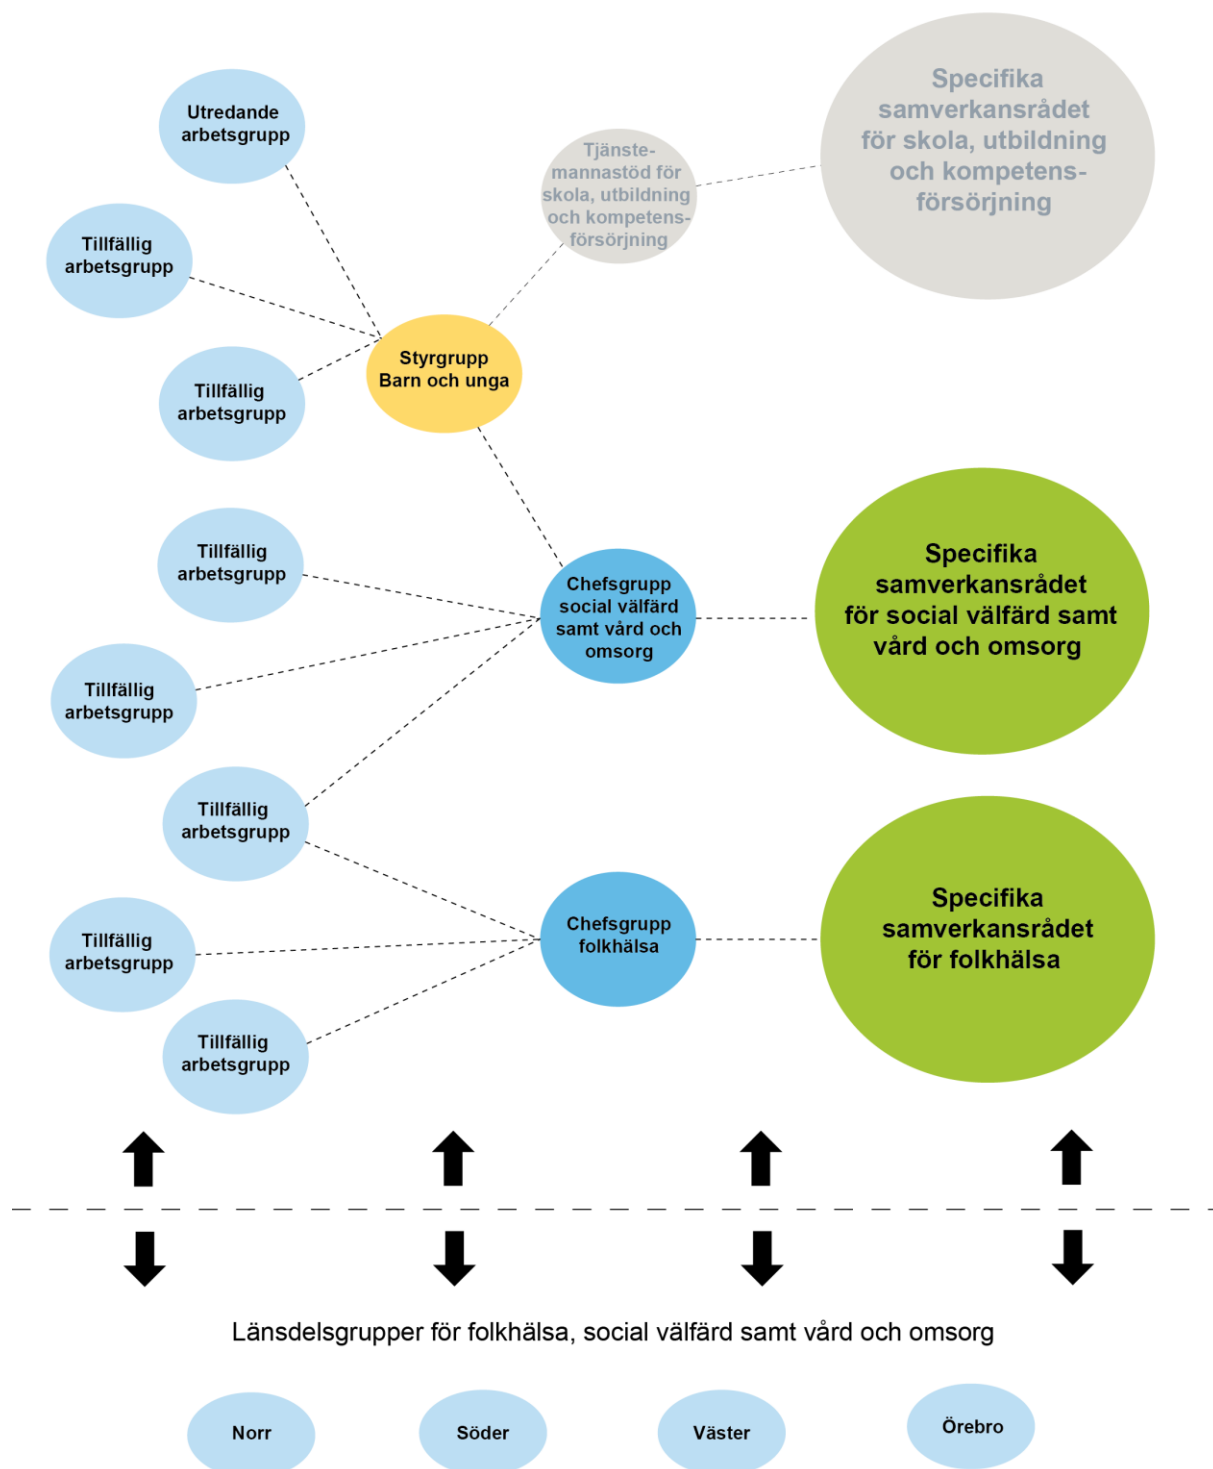 Specifika
samverkansrådet
för skola, utbildning
och kompetens-
försörjning
Utredande
arbetsgrupp
Tjänste-
mannastöd för
skola, utbildning
och kompetens-
försörjning
Tillfällig
arbetsgrupp
Styrgrupp
Barn och unga
Tillfällig
arbetsgrupp
Tillfällig
arbetsgrupp
Chefsgrupp
social välfärd
samt vård och
omsorg
Specifika
samverkansrådet
för social välfärd samt
vård och omsorg
Tillfällig
arbetsgrupp
Tillfällig
arbetsgrupp
Chefsgrupp
folkhälsa
Specifika
samverkansrådet
för folkhälsa
Tillfällig
arbetsgrupp
Tillfällig
arbetsgrupp
Länsdelsgrupper för folkhälsa, social välfärd samt vård och omsorg
Norr
Söder
Väster
Örebro